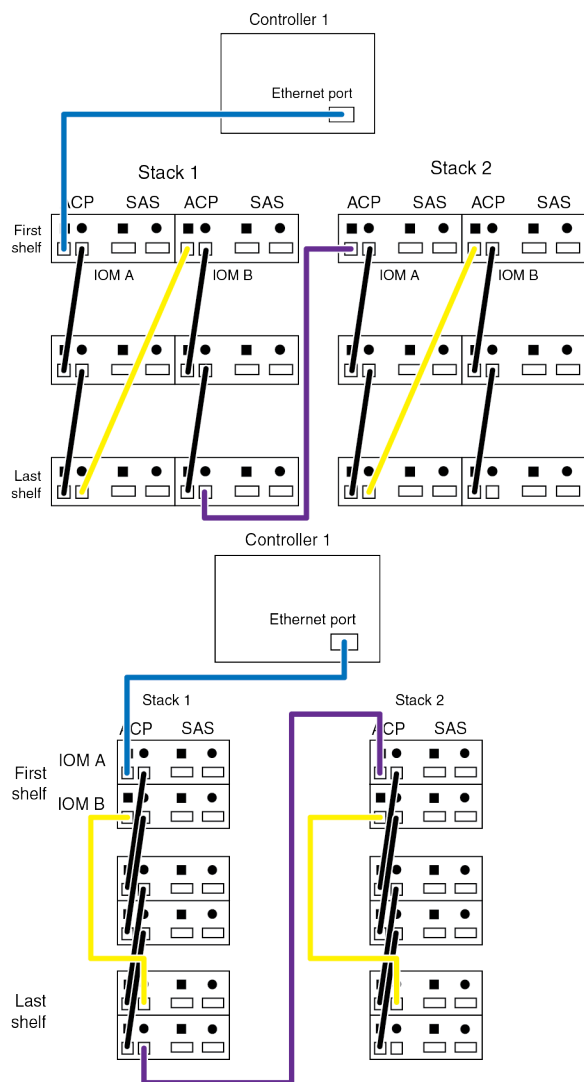 Controller 1
Ethernet port
Stack 1 Stack 2
ACP SAS ACP SAS ACP SAS ACP SAS
First
shelf
IOM A IOM B IOM A IOM B
Last
shelf
Controller 1
Ethernet port
Stack 1 Stack 2
ACP SAS ACP SAS
IOM A
First
shelf
IOM B
Last
shelf